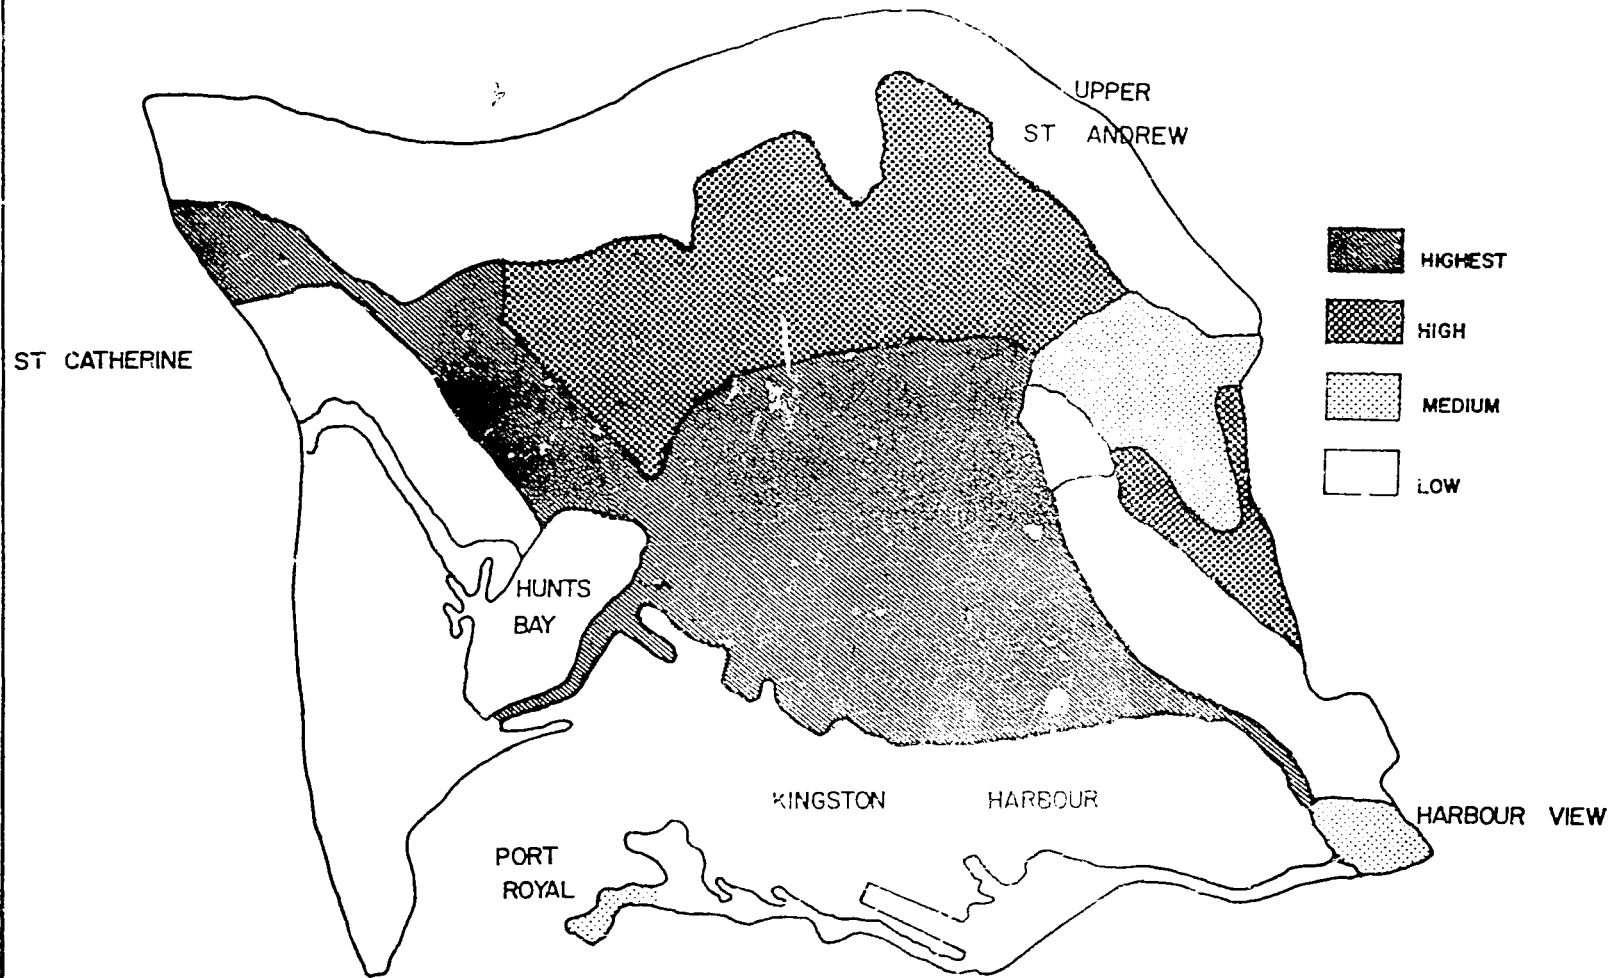 UPPER
ST ANDREW
HIGHEST
HIGH
MEDIUM
LOW
ST CATHERINE
HUNTS
BAY
KINGSTON HARBOUR
HARBOUR VIEW
PORT
ROYAL